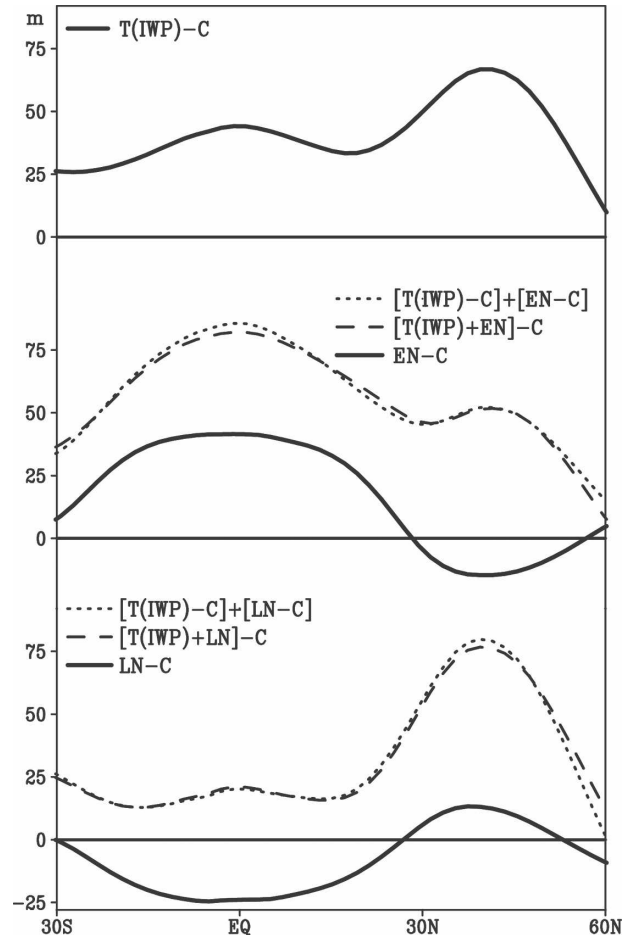 m
T(IWP)−C
75
50
25
0
[T(IWP)−C]+[EN−C]
[T(IWP)+EN]−C
EN−C
75
50
25
0
[T(IWP)−C]+[LN−C]
[T(IWP)+LN]−C
LN−C
75
50
25
0
−25
30S EQ 30N 60N